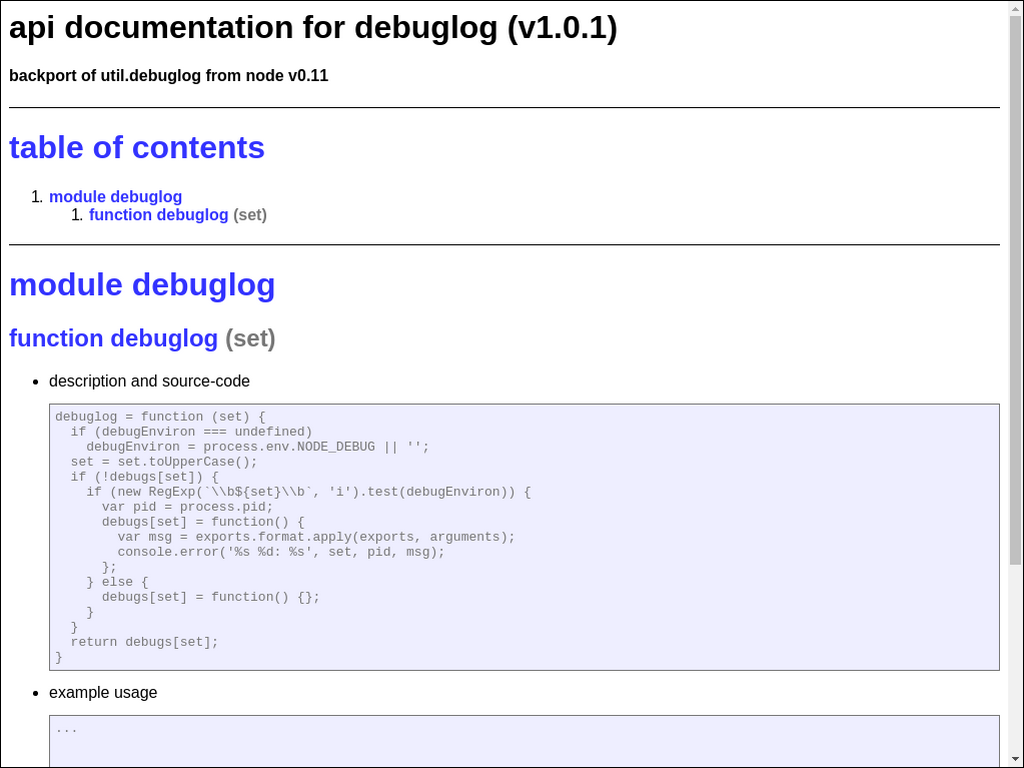 api documentation for debuglog (v1.0.1)
backport of util.debuglog from node v0.11
table of contents
1. module debuglog
1. function debuglog (set)
module debuglog
function debuglog (set)
• description and source-code
debuglog = function (set) {
  if (debugEnviron === undefined)
    debugEnviron = process.env.NODE_DEBUG || '';
  set = set.toUpperCase();
  if (!debugs[set]) {
    if (new RegExp(`\\b${set}\\b`, 'i').test(debugEnviron)) {
      var pid = process.pid;
      debugs[set] = function() {
        var msg = exports.format.apply(exports, arguments);
        console.error('%s %d: %s', set, pid, msg);
      };
    } else {
      debugs[set] = function() {};
    }
  }
  return debugs[set];
}
• example usage
...